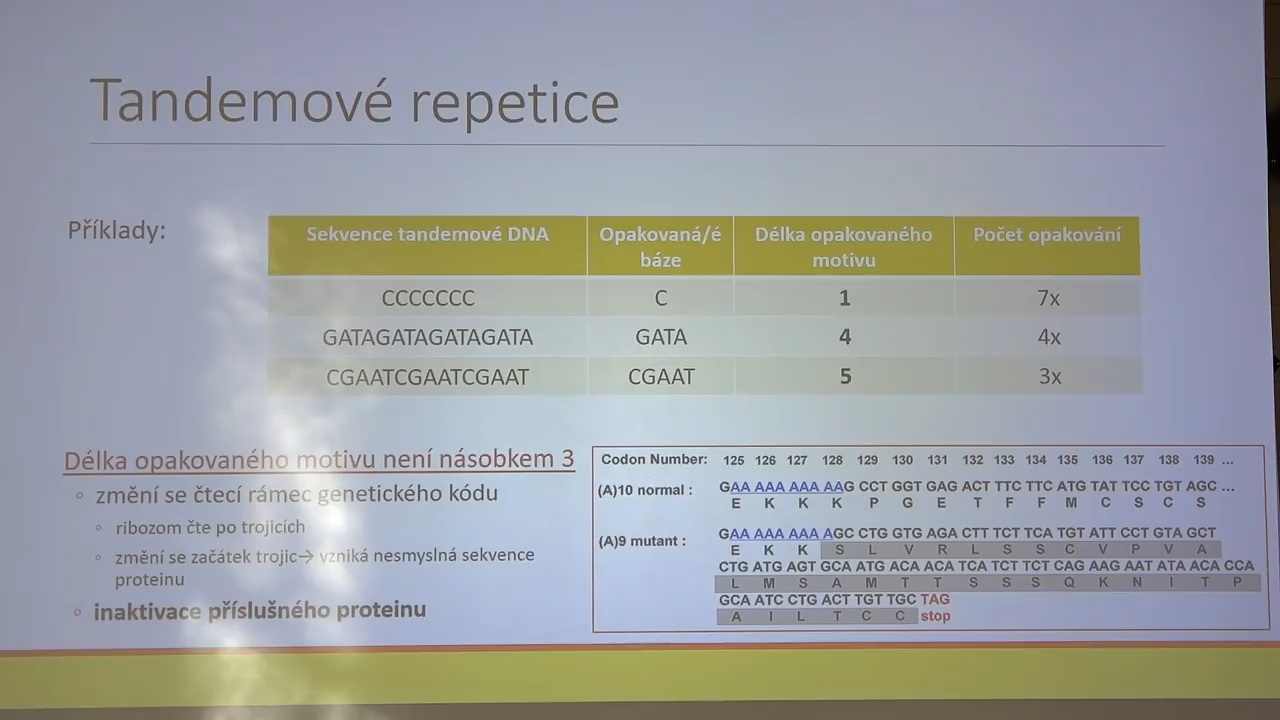 Tandemové repetice
Příklady:
Sekvence tandemové DNA Opakovaná/é báze Délka opakovaného motivu Počet opakování
CCCCCCC C 1 7x
GATAGATAGATAGATA GATA 4 4x
CGAATCGAATCGAAT CGAAT 5 3x
Délka opakovaného motivu není násobkem 3
změní se čtecí rámec genetického kódu
ribozom čte po trojicích
změní se začátek trojic→ vzniká nesmyslná sekvence
proteinu
inaktivace příslušného proteinu
Codon Number: 125 126 127 128 129 130 131 132 133 134 135 136 137 138 139 ...
(A)10 normal : GAA AAA AAA AAG CCT GGT GAG ACT TTC TTC ATG TAT TCC TGT AGC ...
E K K K P G E T F F M C S C S
(A)9 mutant : GAA AAA AAA AGC CTG GTG AGA CTT TCT TCA TGT ATT CCT GTA GCT
E K K S L V R L S S C V P V A
CTG ATG AGT GCA ATG ACA ACA TCA TCT TCT CAG AAG AAT ATA ACA CCA
L M S A M T T S S S Q K N I T P
GCA ATC CTG ACT TGT TGC TAG
A I L T C C stop